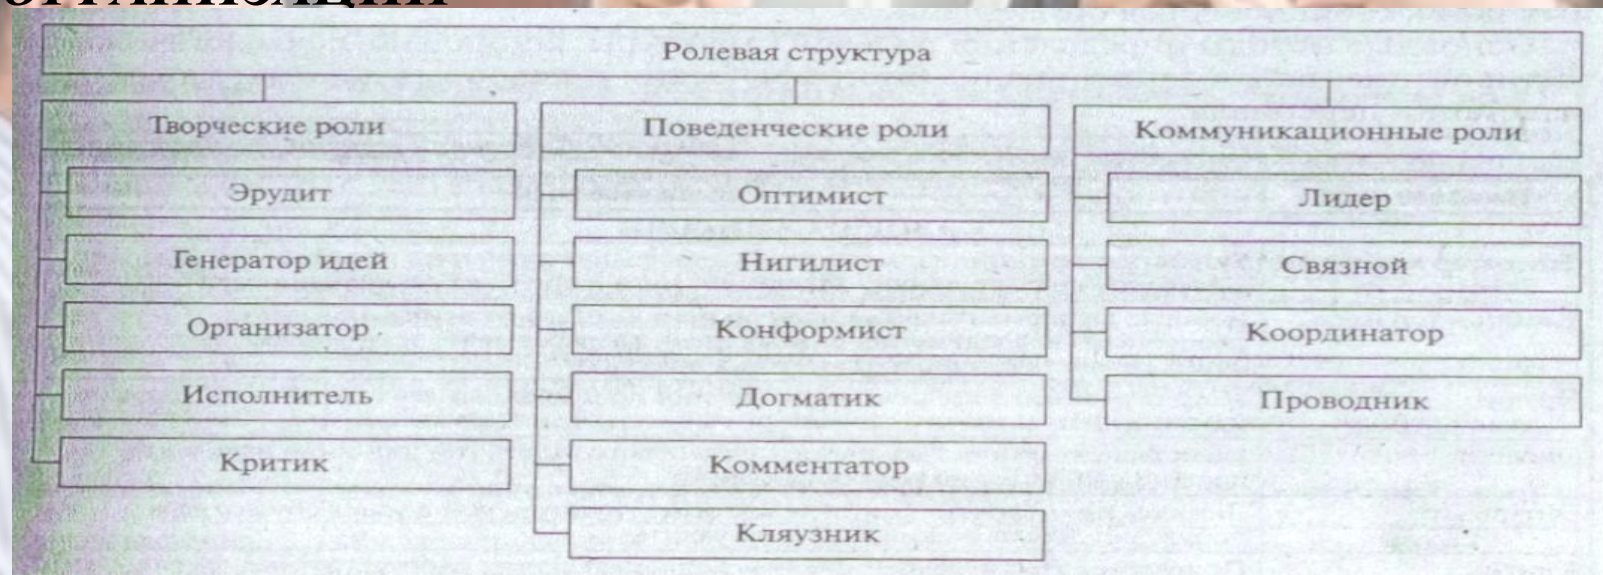 Ролевая структура
Творческие роли
Эрудит
Генератор идей
Организатор
Исполнитель
Критик
Поведенческие роли
Оптимист
Нигилист
Конформист
Догматик
Комментатор
Кляузник
Коммуникационные роли
Лидер
Связной
Координатор
Проводник